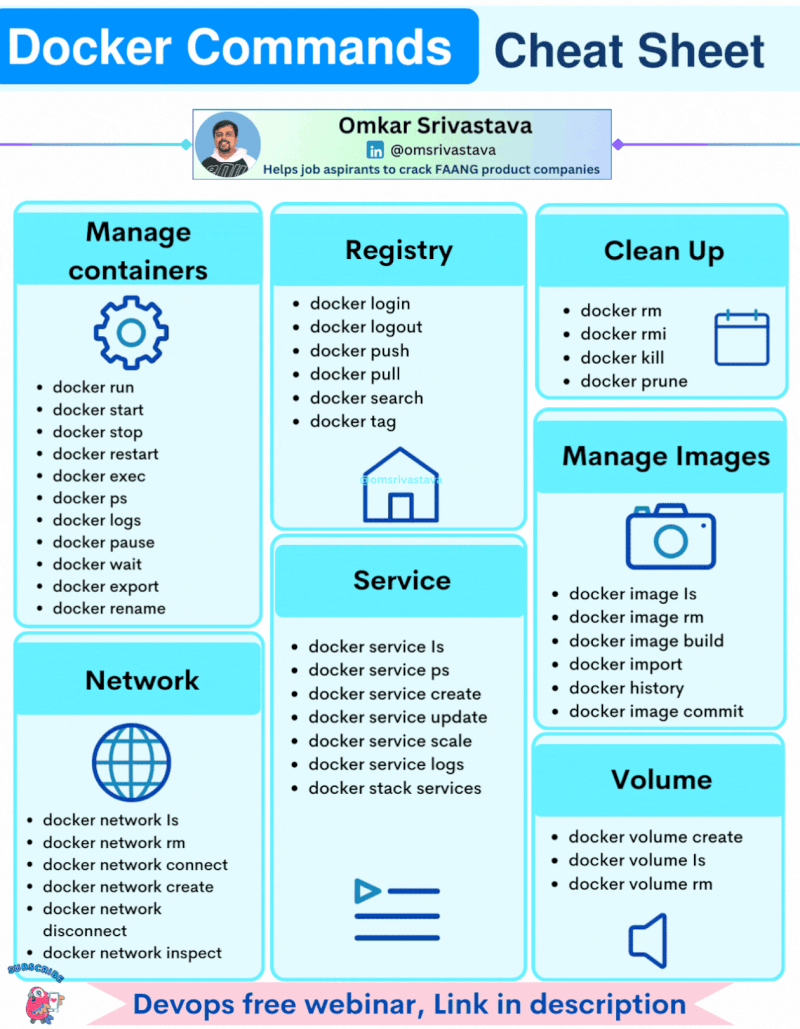 Docker Commands Cheat Sheet
Omkar Srivastava
in @omsrivastava
Helps job aspirants to crack FAANG product companies
Manage
containers
• docker run
• docker start
• docker stop
• docker restart
• docker exec
• docker ps
• docker logs
• docker pause
• docker wait
• docker export
• docker rename
Network
• docker network ls
• docker network rm
• docker network connect
• docker network create
• docker network
disconnect
• docker network inspect
Registry
• docker login
• docker logout
• docker push
• docker pull
• docker search
• docker tag
@omsrivastava
Service
• docker service ls
• docker service ps
• docker service create
• docker service update
• docker service scale
• docker service logs
• docker stack services
Clean Up
• docker rm
• docker rmi
• docker kill
• docker prune
Manage Images
• docker image ls
• docker image rm
• docker image build
• docker import
• docker history
• docker image commit
Volume
• docker volume create
• docker volume ls
• docker volume rm
SUBSCRIBE
Devops free webinar, Link in description